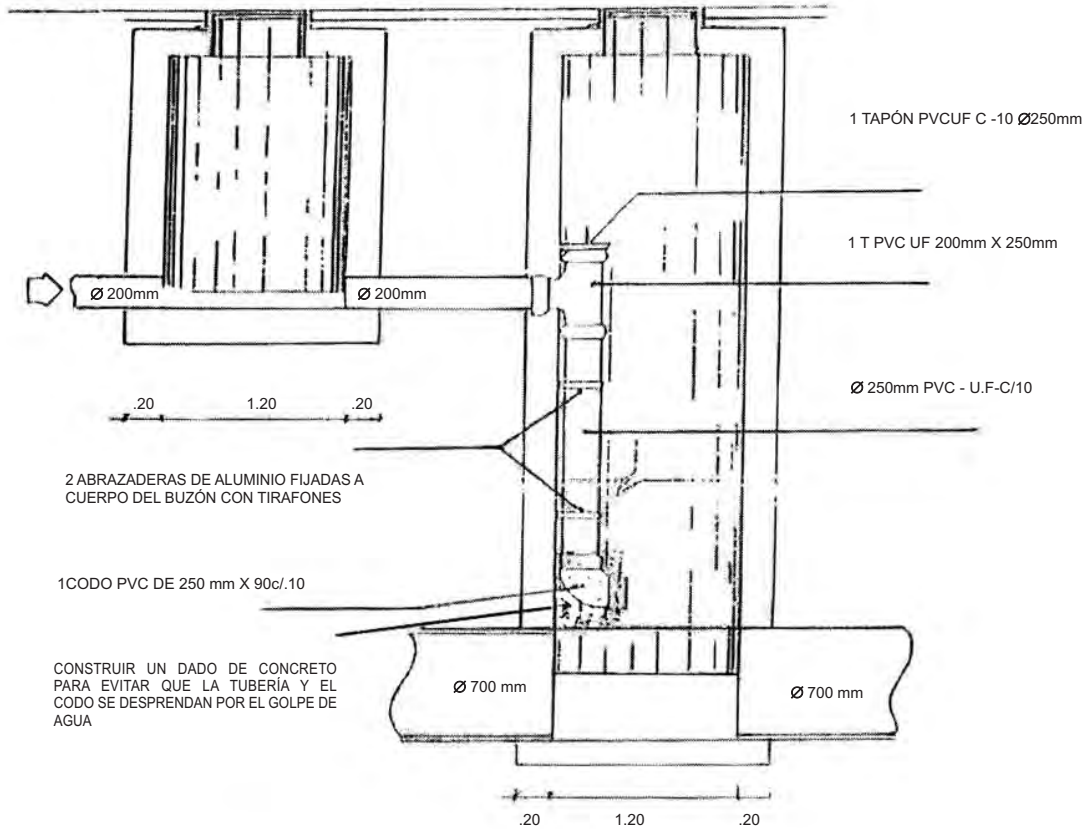 1 TAPÓN PVCUF C -10 Ø250mm
1 T PVC UF 200mm X 250mm
Ø 200mm
Ø 200mm
Ø 250mm PVC - U.F-C/10
.20
1.20
.20
2 ABRAZADERAS DE ALUMINIO FIJADAS A
CUERPO DEL BUZÓN CON TIRAFONES
1CODO PVC DE 250 mm X 90c/.10
CONSTRUIR UN DADO DE CONCRETO
PARA EVITAR QUE LA TUBERÍA Y EL
CODO SE DESPRENDAN POR EL GOLPE DE
AGUA
Ø 700 mm
Ø 700 mm
.20
1.20
.20